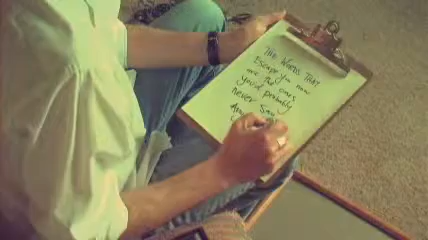 The Words That
Escape you now
are the ones
you'd probably
never Say